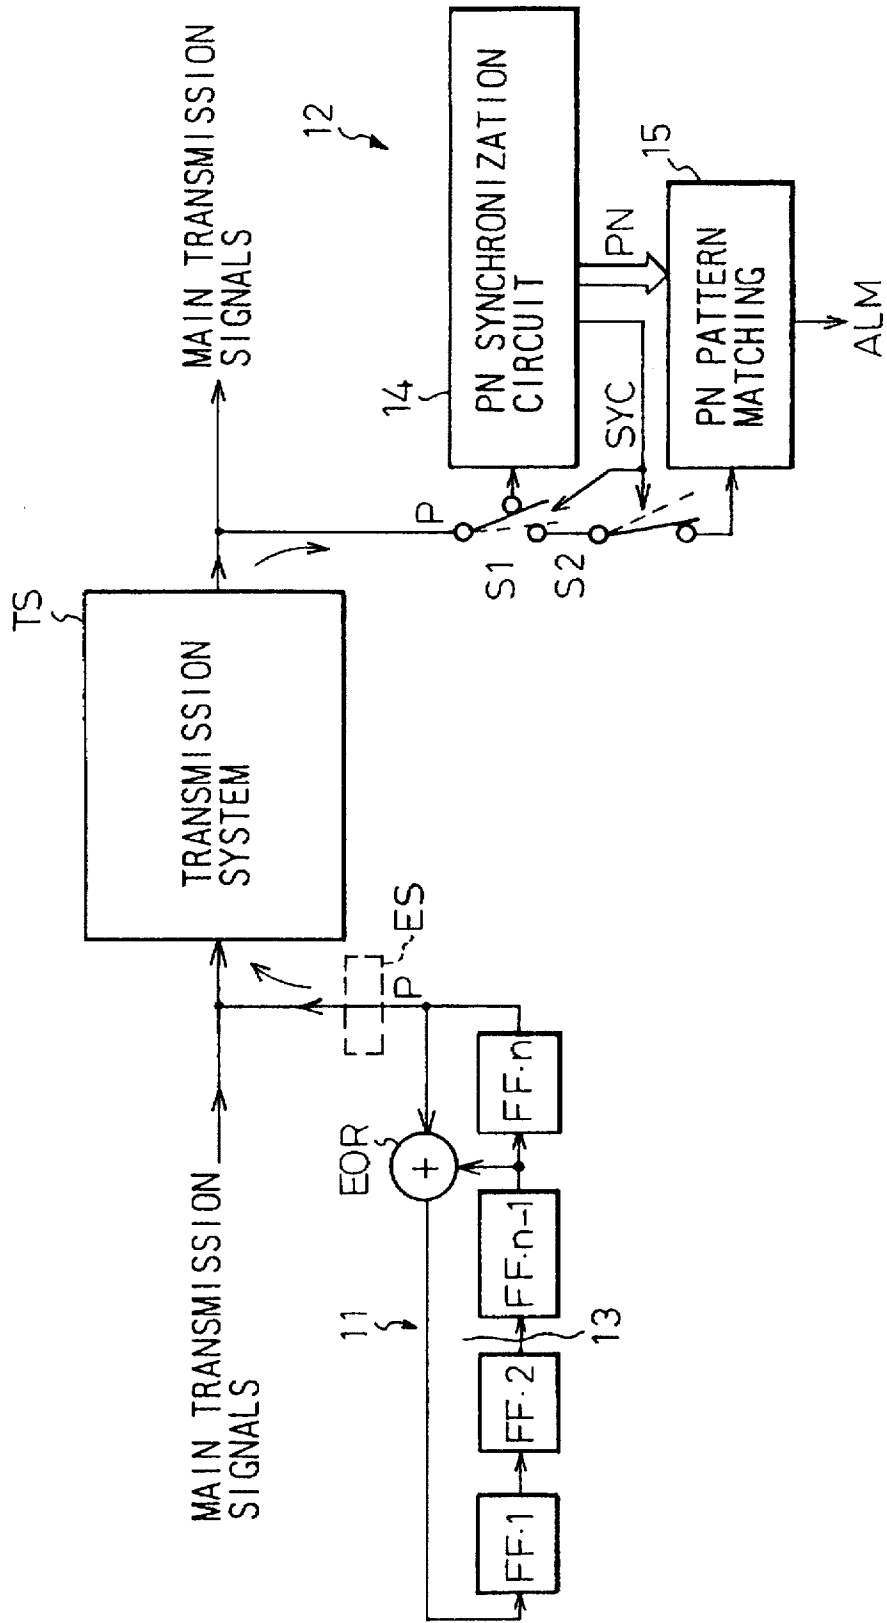 MAIN TRANSMISSION
SIGNALS
TS
TRANSMISSION
SYSTEM
MAIN TRANSMISSION
SIGNALS
ES
P
EOR
+
11
FF·1
FF·2
FF·n-1
FF·n
13
12
P
S1
S2
14
PN SYNCHRONIZATION
CIRCUIT
SYC
PN
15
PN PATTERN
MATCHING
ALM